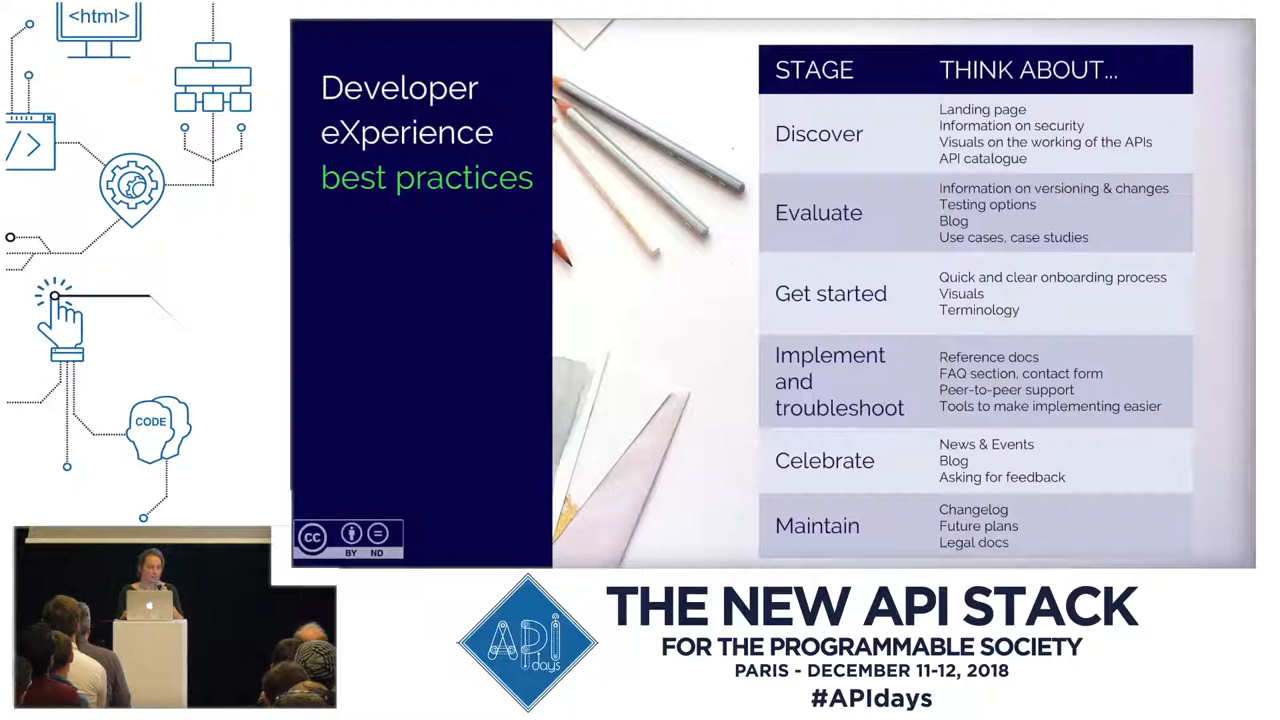 <html>
</>
CODE
Developer
eXperience
best practices
STAGE THINK ABOUT...
Discover
Landing page
Information on security
Visuals on the working of the APIs
API catalogue
Evaluate
Information on versioning & changes
Testing options
Blog
Use cases, case studies
Get started
Quick and clear onboarding process
Visuals
Terminology
Implement
and
troubleshoot
Reference docs
FAQ section, contact form
Peer-to-peer support
Tools to make implementing easier
Celebrate
News & Events
Blog
Asking for feedback
Maintain
Changelog
Future plans
Legal docs
cc
BY ND
API
days
THE NEW API STACK
FOR THE PROGRAMMABLE SOCIETY
PARIS - DECEMBER 11-12, 2018
#APIdays